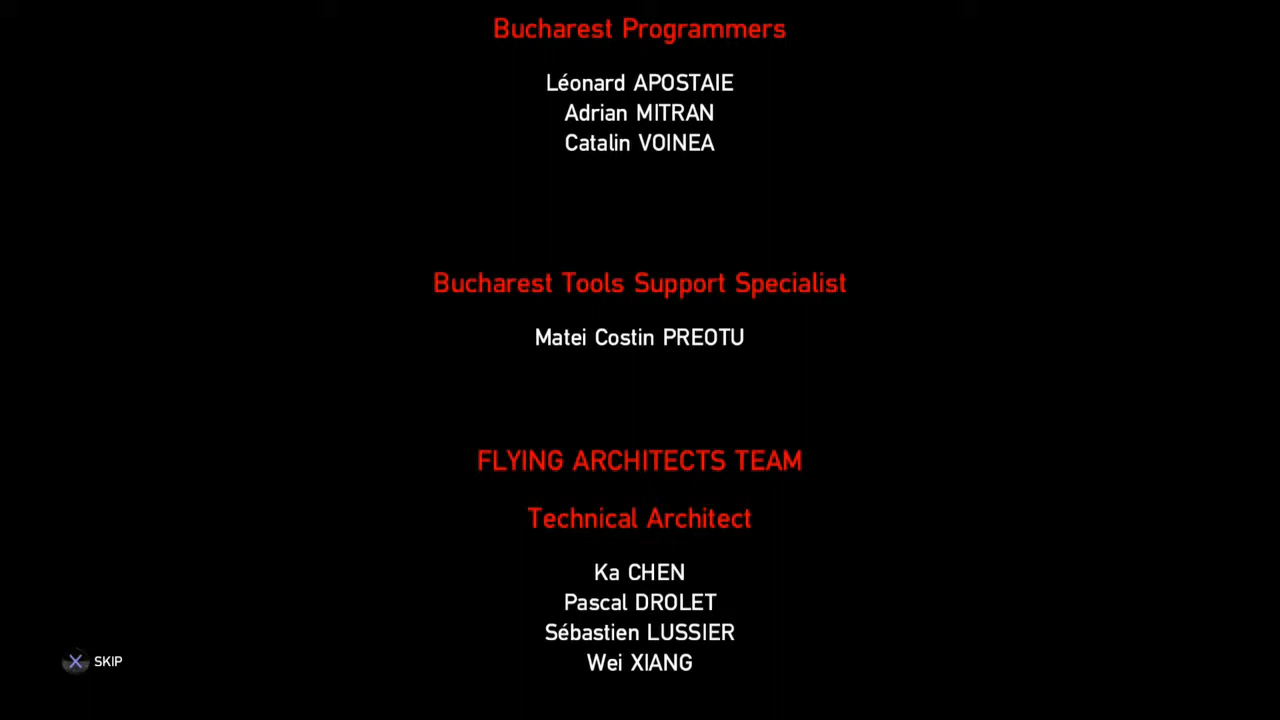 Bucharest Programmers
Léonard APOSTAIE
Adrian MITRAN
Catalin VOINEA
Bucharest Tools Support Specialist
Matei Costin PREOTU
FLYING ARCHITECTS TEAM
Technical Architect
Ka CHEN
Pascal DROLET
Sébastien LUSSIER
Wei XIANG
SKIP